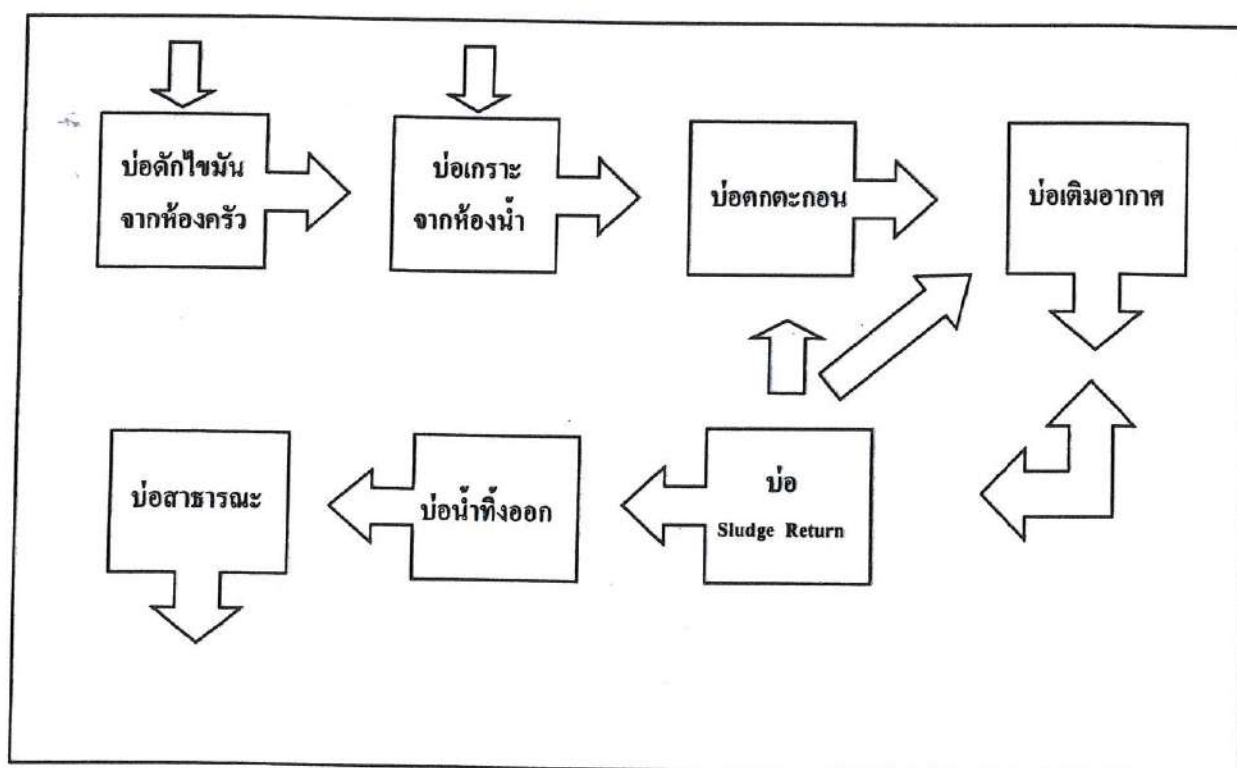 บ่อดักไขมัน
จากห้องครัว
บ่อเกราะ
จากห้องน้ำ
บ่อตกตะกอน
บ่อเติมอากาศ
บ่อสาธารณะ
บ่อน้ำทิ้งออก
บ่อ
Sludge Return